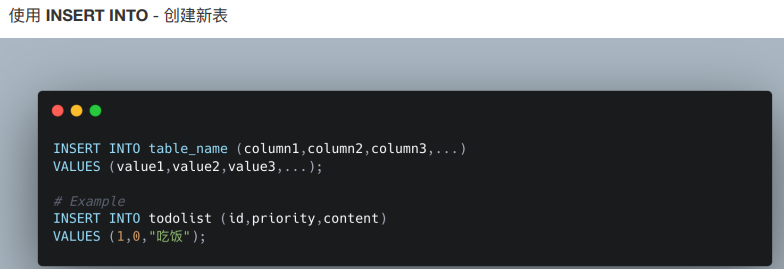 使用 INSERT INTO - 创建新表
INSERT INTO table_name (column1,column2,column3,...)
VALUES (value1,value2,value3,...);
# Example
INSERT INTO todolist (id,priority,content)
VALUES (1,0,"吃饭");